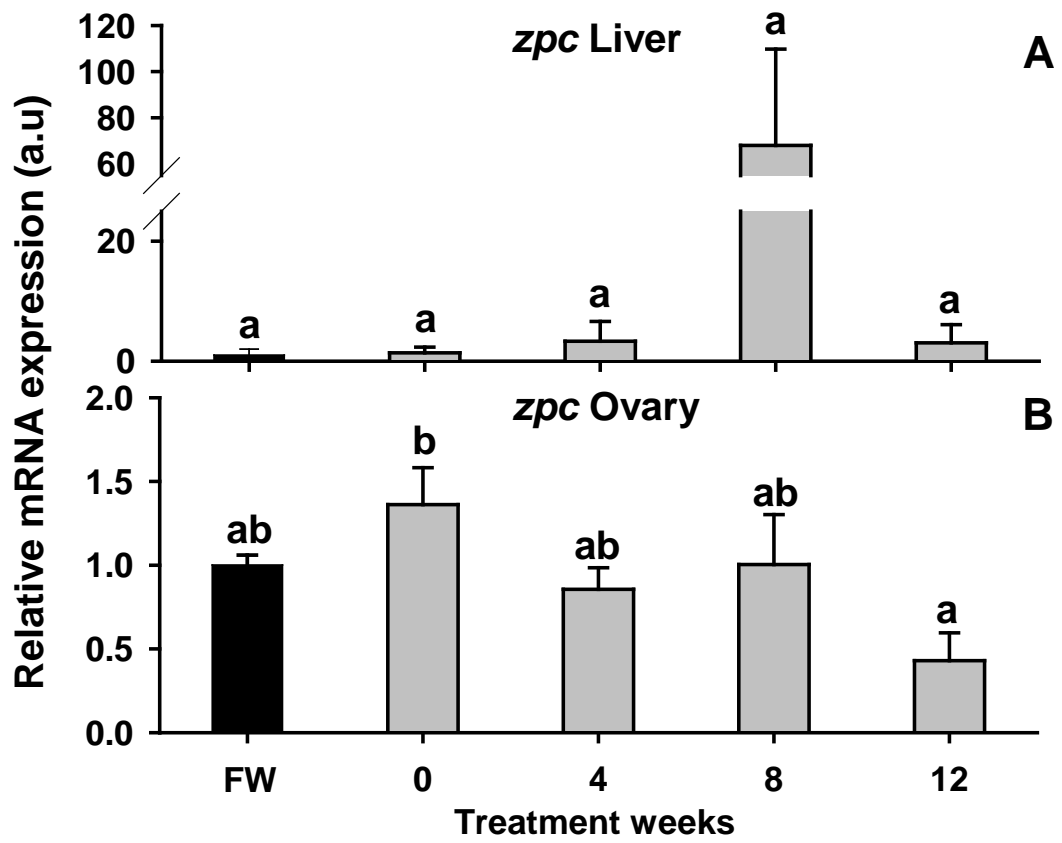 Relative mRNA expression (a.u)
zpc Liver
A
120
100
80
60
20
0
a
a
a
a
a
zpc Ovary
B
2.0
1.5
1.0
0.5
0.0
ab
b
ab
ab
a
FW 0 4 8 12
Treatment weeks